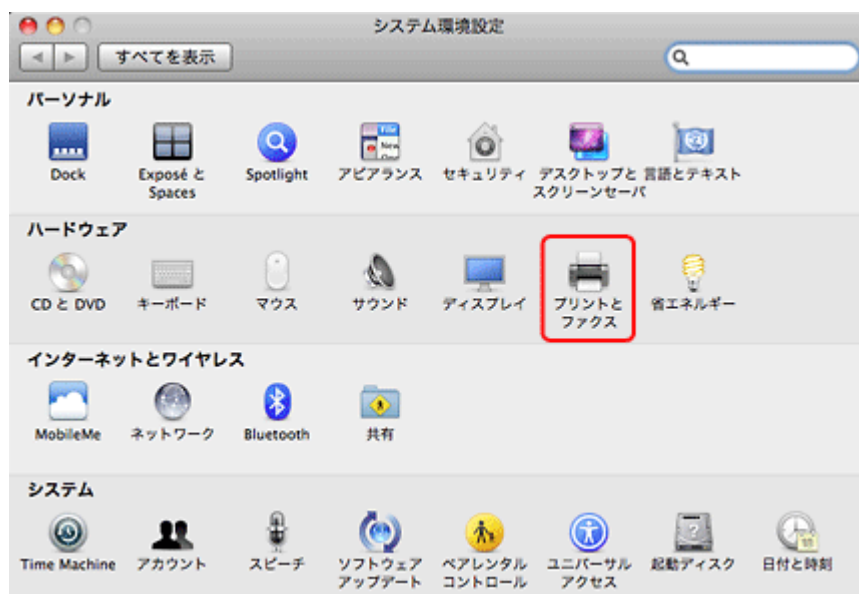 システム環境設定
すべてを表示
パーソナル
Dock
Exposé と
Spaces
Spotlight
アピアランス
セキュリティ
デスクトップと
スクリーンセーバ
言語とテキスト
ハードウェア
CD と DVD
キーボード
マウス
サウンド
ディスプレイ
プリントと
ファクス
省エネルギー
インターネットとワイヤレス
MobileMe
ネットワーク
Bluetooth
共有
システム
Time Machine
アカウント
スピーチ
ソフトウェア
アップデート
ペアレンタル
コントロール
ユニバーサル
アクセス
起動ディスク
日付と時刻